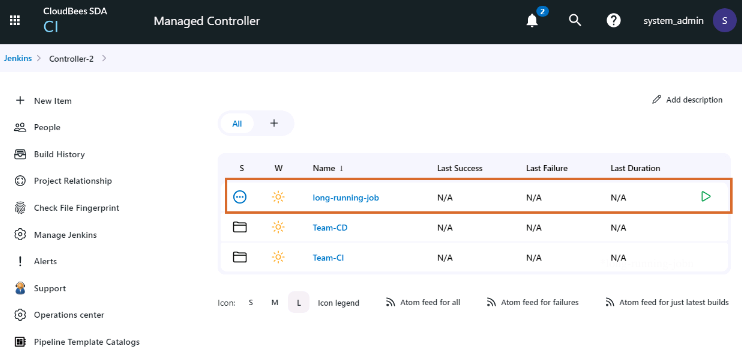 CloudBees SDA
CI
Managed Controller
2
system_admin
S
Jenkins
Controller-2
New Item
People
Build History
Project Relationship
Check File Fingerprint
Manage Jenkins
Alerts
Support
Operations center
Pipeline Template Catalogs
Add description
All +
S W Name ↓ Last Success Last Failure Last Duration
long-running-job N/A N/A N/A
Team-CD N/A N/A N/A
Team-CI N/A N/A N/A
Icon: S M L Icon legend Atom feed for all Atom feed for failures Atom feed for just latest builds